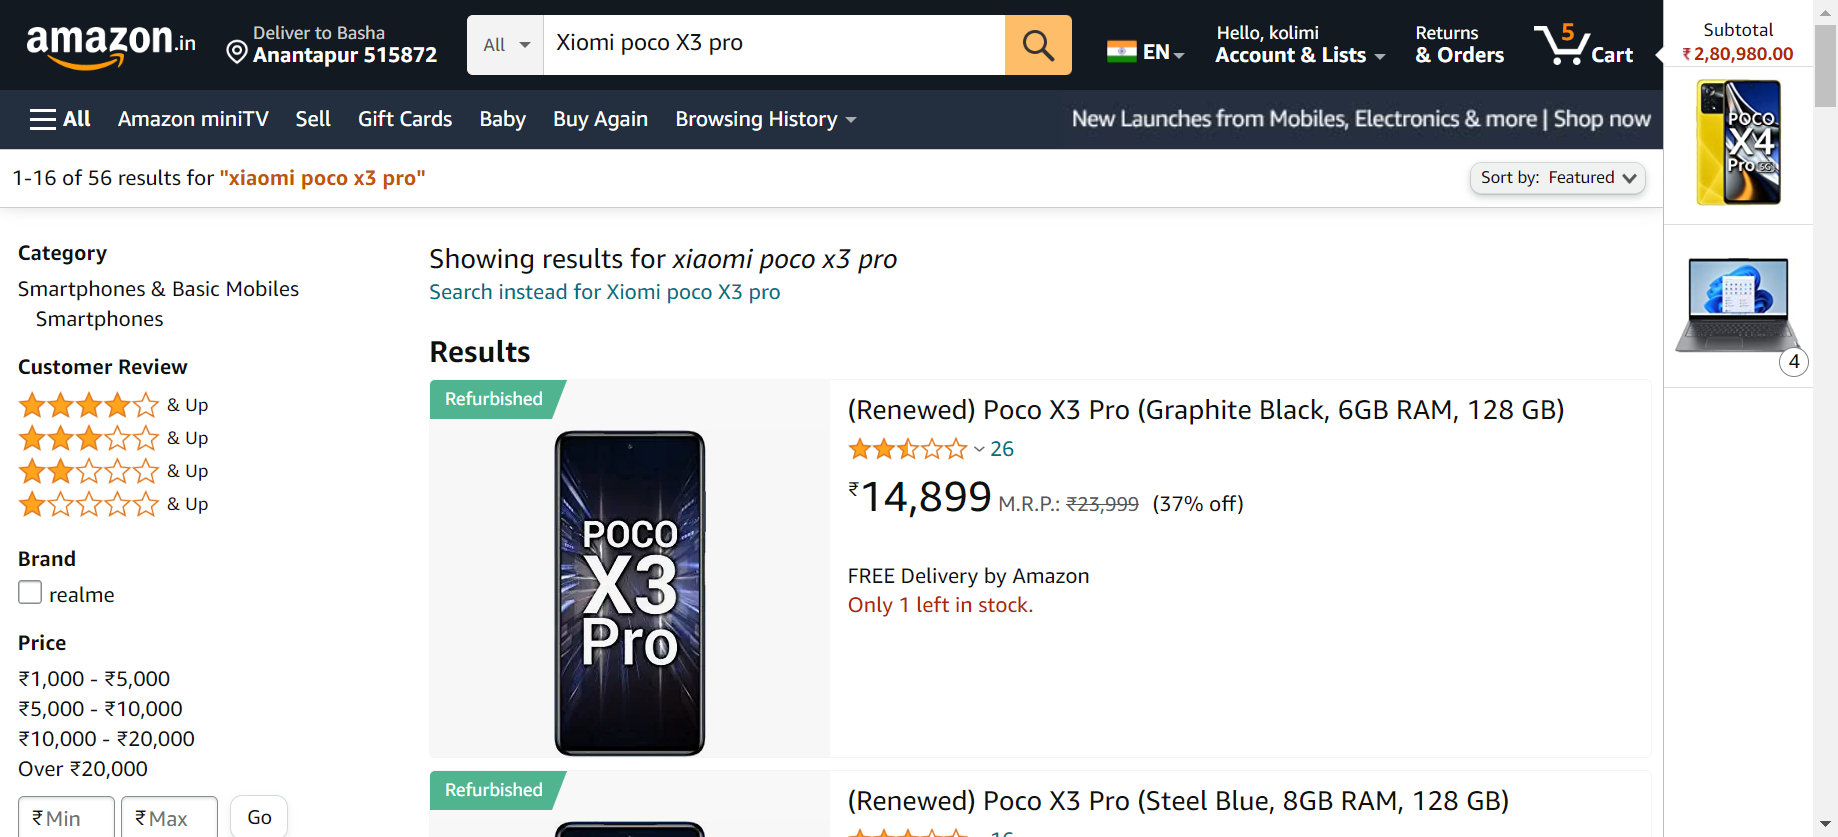 amazon.in
Deliver to Basha
Anantapur 515872
All
Xiomi poco X3 pro
EN
Hello, kolimi
Account & Lists
Returns
& Orders
5
Cart
Subtotal
₹2,80,980.00
All
Amazon miniTV
Sell
Gift Cards
Baby
Buy Again
Browsing History
New Launches from Mobiles, Electronics & more | Shop now
POCO
X4
Pro 5G
4
1-16 of 56 results for "xiaomi poco x3 pro"
Sort by: Featured
Category
Smartphones & Basic Mobiles
Smartphones
Customer Review
& Up
& Up
& Up
& Up
Brand
realme
Price
₹1,000 - ₹5,000
₹5,000 - ₹10,000
₹10,000 - ₹20,000
Over ₹20,000
₹ Min
₹ Max
Go
Showing results for xiaomi poco x3 pro
Search instead for Xiomi poco X3 pro
Results
Refurbished
POCO
X3
Pro
(Renewed) Poco X3 Pro (Graphite Black, 6GB RAM, 128 GB)
26
₹14,899 M.R.P.: ₹23,999 (37% off)
FREE Delivery by Amazon
Only 1 left in stock.
Refurbished
(Renewed) Poco X3 Pro (Steel Blue, 8GB RAM, 128 GB)
16